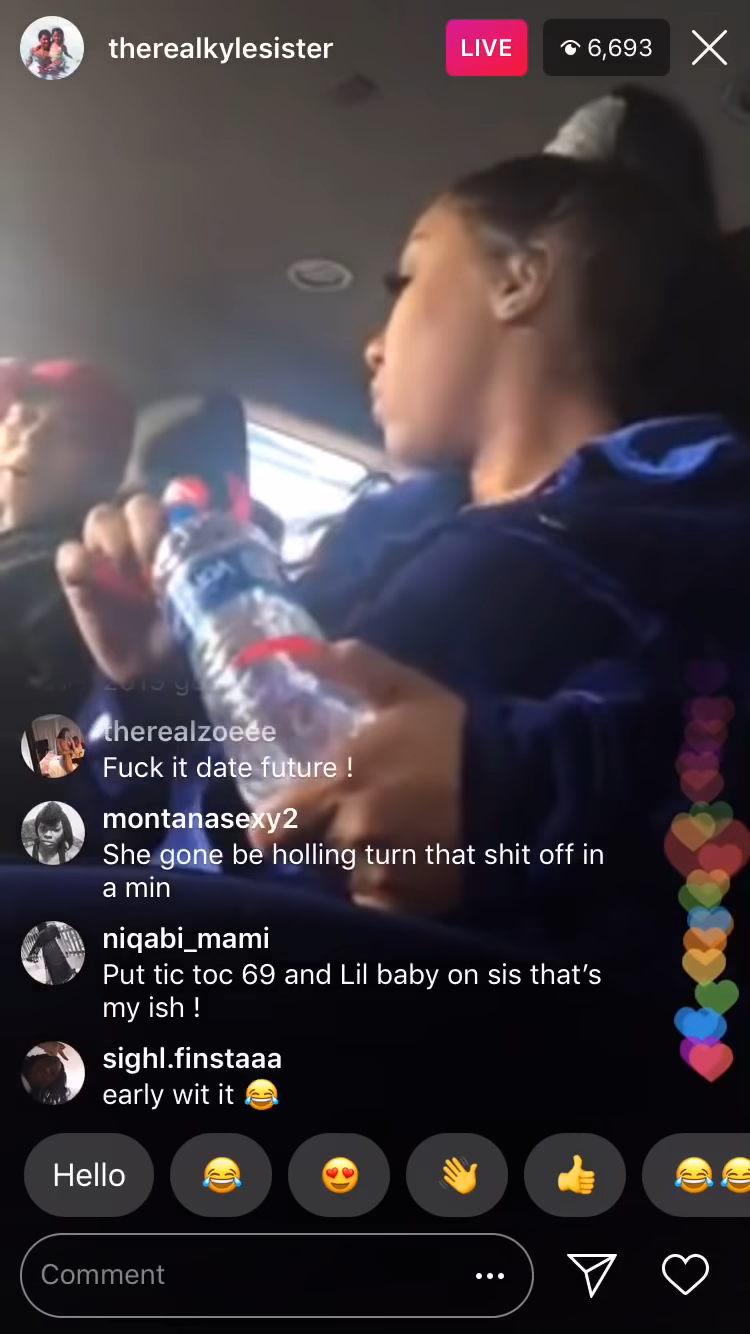 therealkylesister
LIVE
6,693
2019
therealzoeee
Fuck it date future !
montanasexy2
She gone be holling turn that shit off in
a min
niqabi_mami
Put tic toc 69 and Lil baby on sis that’s
my ish !
sighl.finstaaa
early wit it 😂
Hello
😂
😍
👋
👍
😂😂
Comment